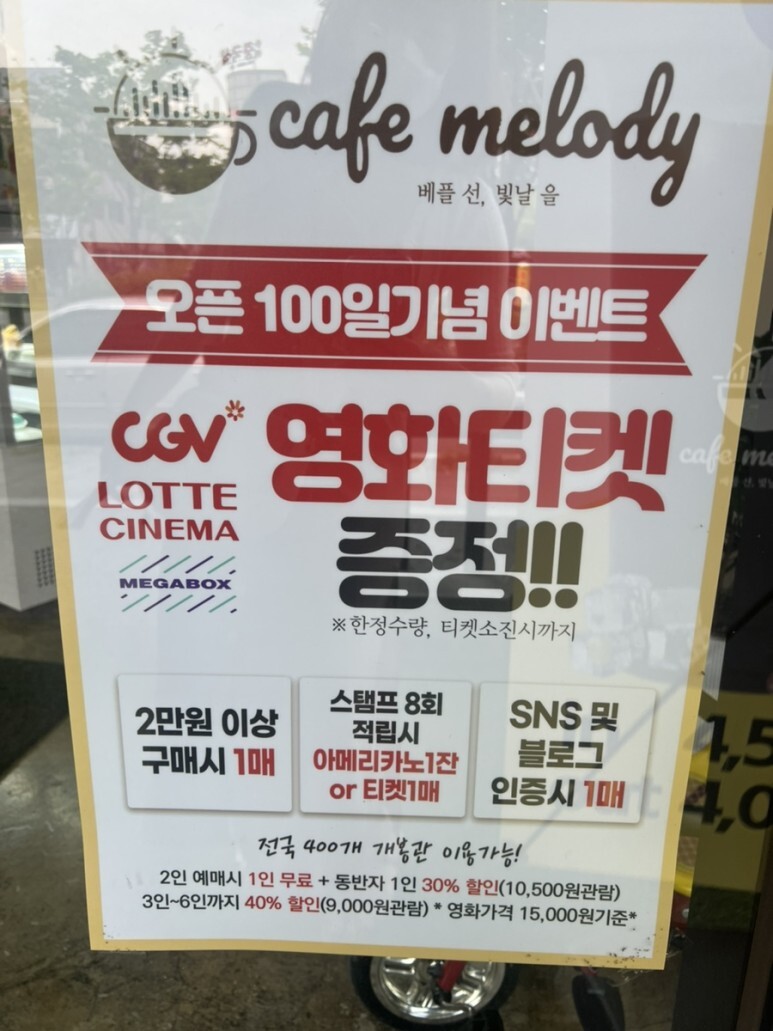 cafe melody
베플 선, 빛날 을
오픈 100일기념 이벤트
CGV
LOTTE
CINEMA
MEGABOX
영화티켓
증정!!
※한정수량, 티켓소진시까지
2만원 이상
구매시 1매
스탬프 8회
적립시
아메리카노1잔
or 티켓1매
SNS 및
블로그
인증시 1매
전국 400개 개봉관 이용가능!
2인 예매시 1인 무료 + 동반자 1인 30% 할인(10,500원관람)
3인~6인까지 40% 할인(9,000원관람) * 영화가격 15,000원기준*